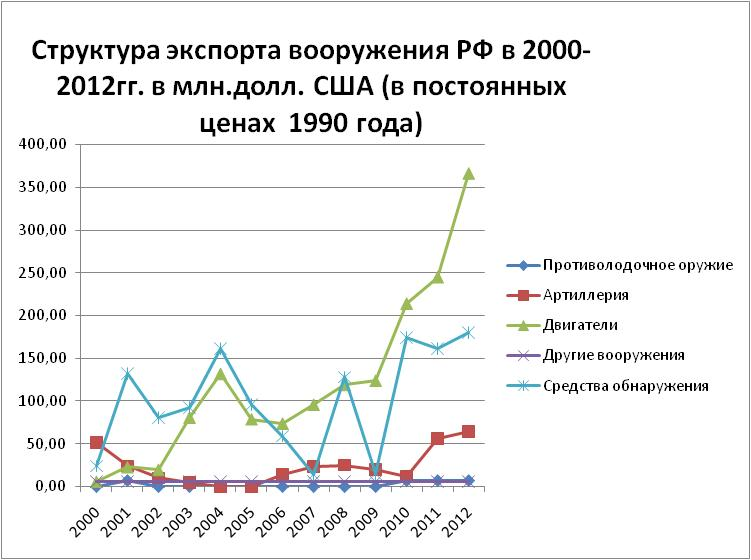 Структура экспорта вооружения РФ в 2000-
2012гг. в млн.долл. США (в постоянных
ценах 1990 года)
400,00
350,00
300,00
250,00
200,00
150,00
100,00
50,00
0,00
2000
2001
2002
2003
2004
2005
2006
2007
2008
2009
2010
2011
2012
Противолодочное оружие
Артиллерия
Двигатели
Другие вооружения
Средства обнаружения